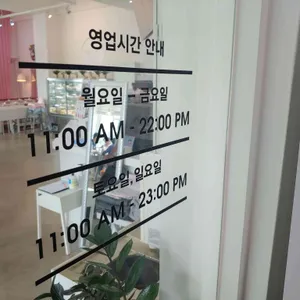 영업시간 안내
월요일 - 금요일
11:00 AM - 22:00 PM
토요일, 일요일
11:00 AM - 23:00 PM